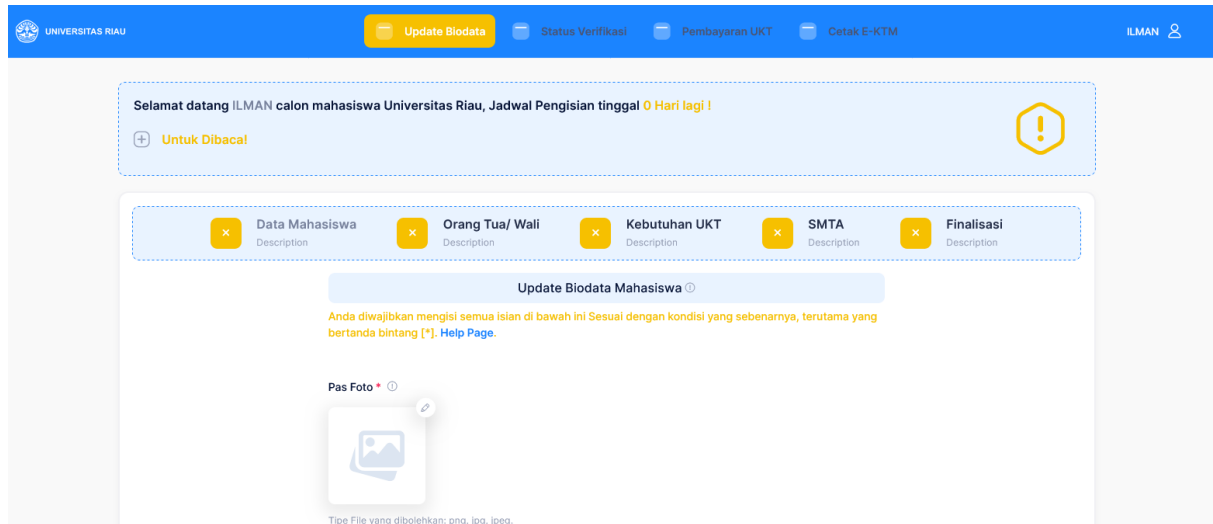 UNIVERSITAS RIAU
Update Biodata
Status Verifikasi
Pembayaran UKT
Cetak E-KTM
ILMAN
Selamat datang ILMAN calon mahasiswa Universitas Riau, Jadwal Pengisian tinggal 0 Hari lagi !
Untuk Dibaca!
Data Mahasiswa
Description
Orang Tua/ Wali
Description
Kebutuhan UKT
Description
SMTA
Description
Finalisasi
Description
Update Biodata Mahasiswa
Anda diwajibkan mengisi semua isian di bawah ini Sesuai dengan kondisi yang sebenarnya, terutama yang
bertanda bintang [*]. Help Page.
Pas Foto *
Tipe File yang dibolehkan: png, jpg, jpeg.